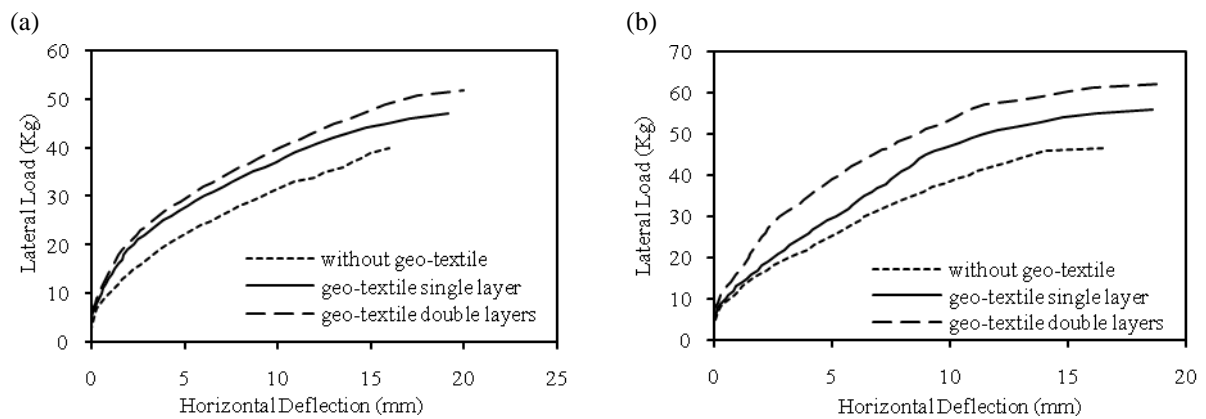 (a)
60
50
40
30
20
10
0
Lateral Load (Kg)
without geo-textile
geo-textile single layer
geo-textile double layers
0 5 10 15 20 25
Horizontal Deflection (mm)
(b)
70
60
50
40
30
20
10
0
Lateral Load (Kg)
without geo-textile
geo-textile single layer
geo-textile double layers
0 5 10 15 20
Horizontal Deflection (mm)